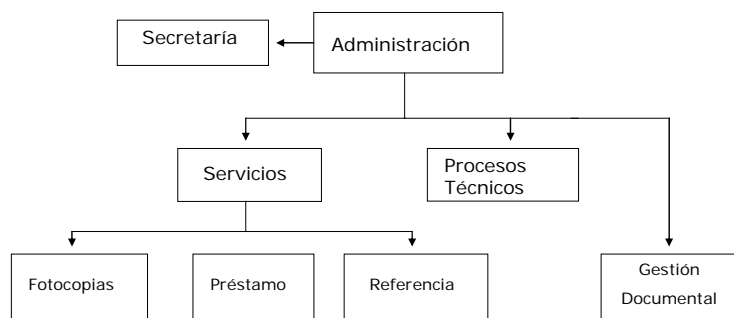 Secretaría
Administración
Servicios
Procesos
Técnicos
Fotocopias
Préstamo
Referencia
Gestión
Documental